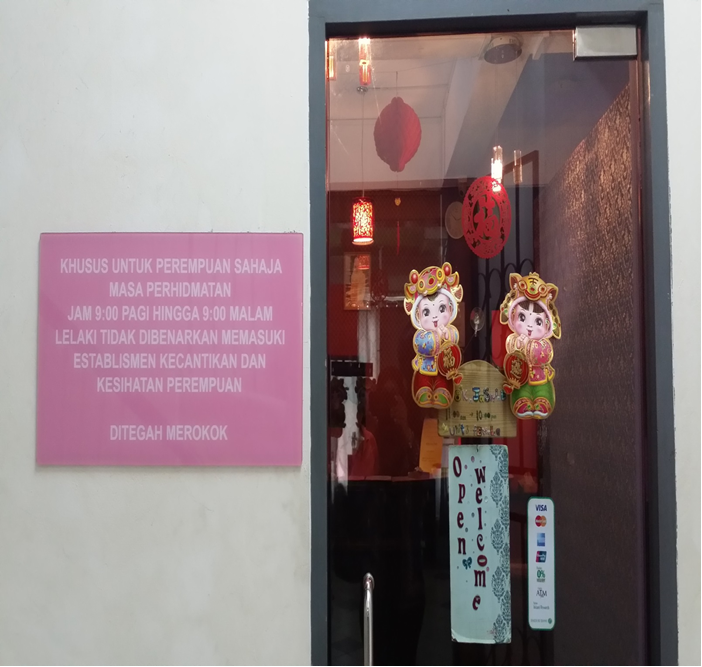 KHUSUS UNTUK PEREMPUAN SAHAJA
MASA PERHIDMATAN
JAM 9:00 PAGI HINGGA 9:00 MALAM
LELAKI TIDAK DIBENARKAN MEMASUKI
ESTABLISMEN KECANTIKAN DAN
KESIHATAN PEREMPUAN
DITEGAH MEROKOK
Open
welcome
VISA
0%